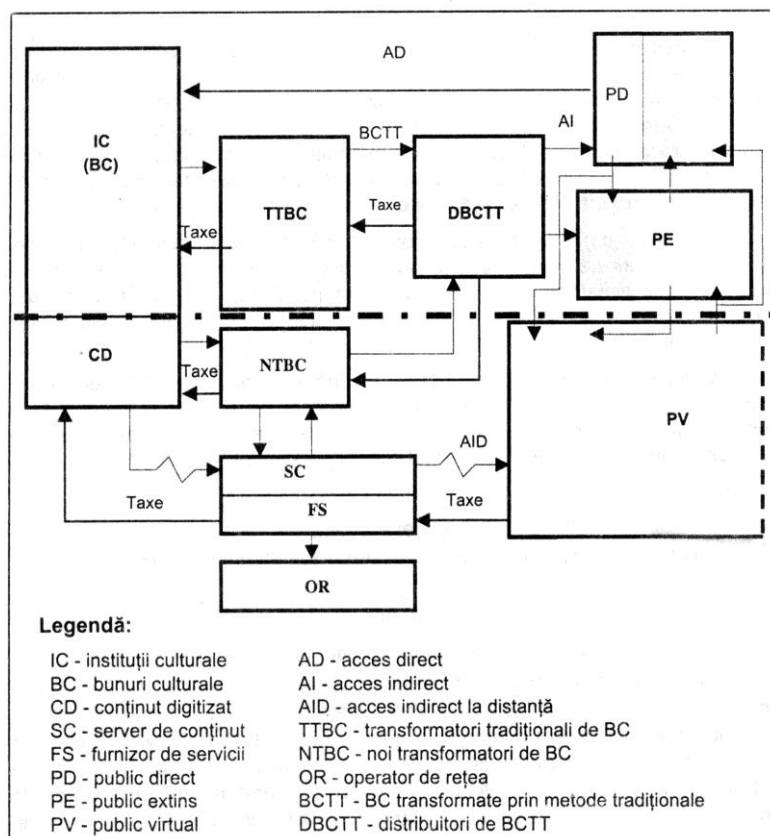 AD
PD
IC
(BC)
BCTT
AI
TTBC
DBCTT
Taxe
Taxe
PE
CD
NTBC
Taxe
PV
SC
AID
Taxe
FS
Taxe
OR
Legendă:
IC - instituții culturale
BC - bunuri culturale
CD - conținut digitizat
SC - server de conținut
FS - furnizor de servicii
PD - public direct
PE - public extins
PV - public virtual
AD - acces direct
AI - acces indirect
AID - acces indirect la distanță
TTBC - transformatori tradiționali de BC
NTBC - noi transformatori de BC
OR - operator de rețea
BCTT - BC transformate prin metode tradiționale
DBCTT - distribuitori de BCTT